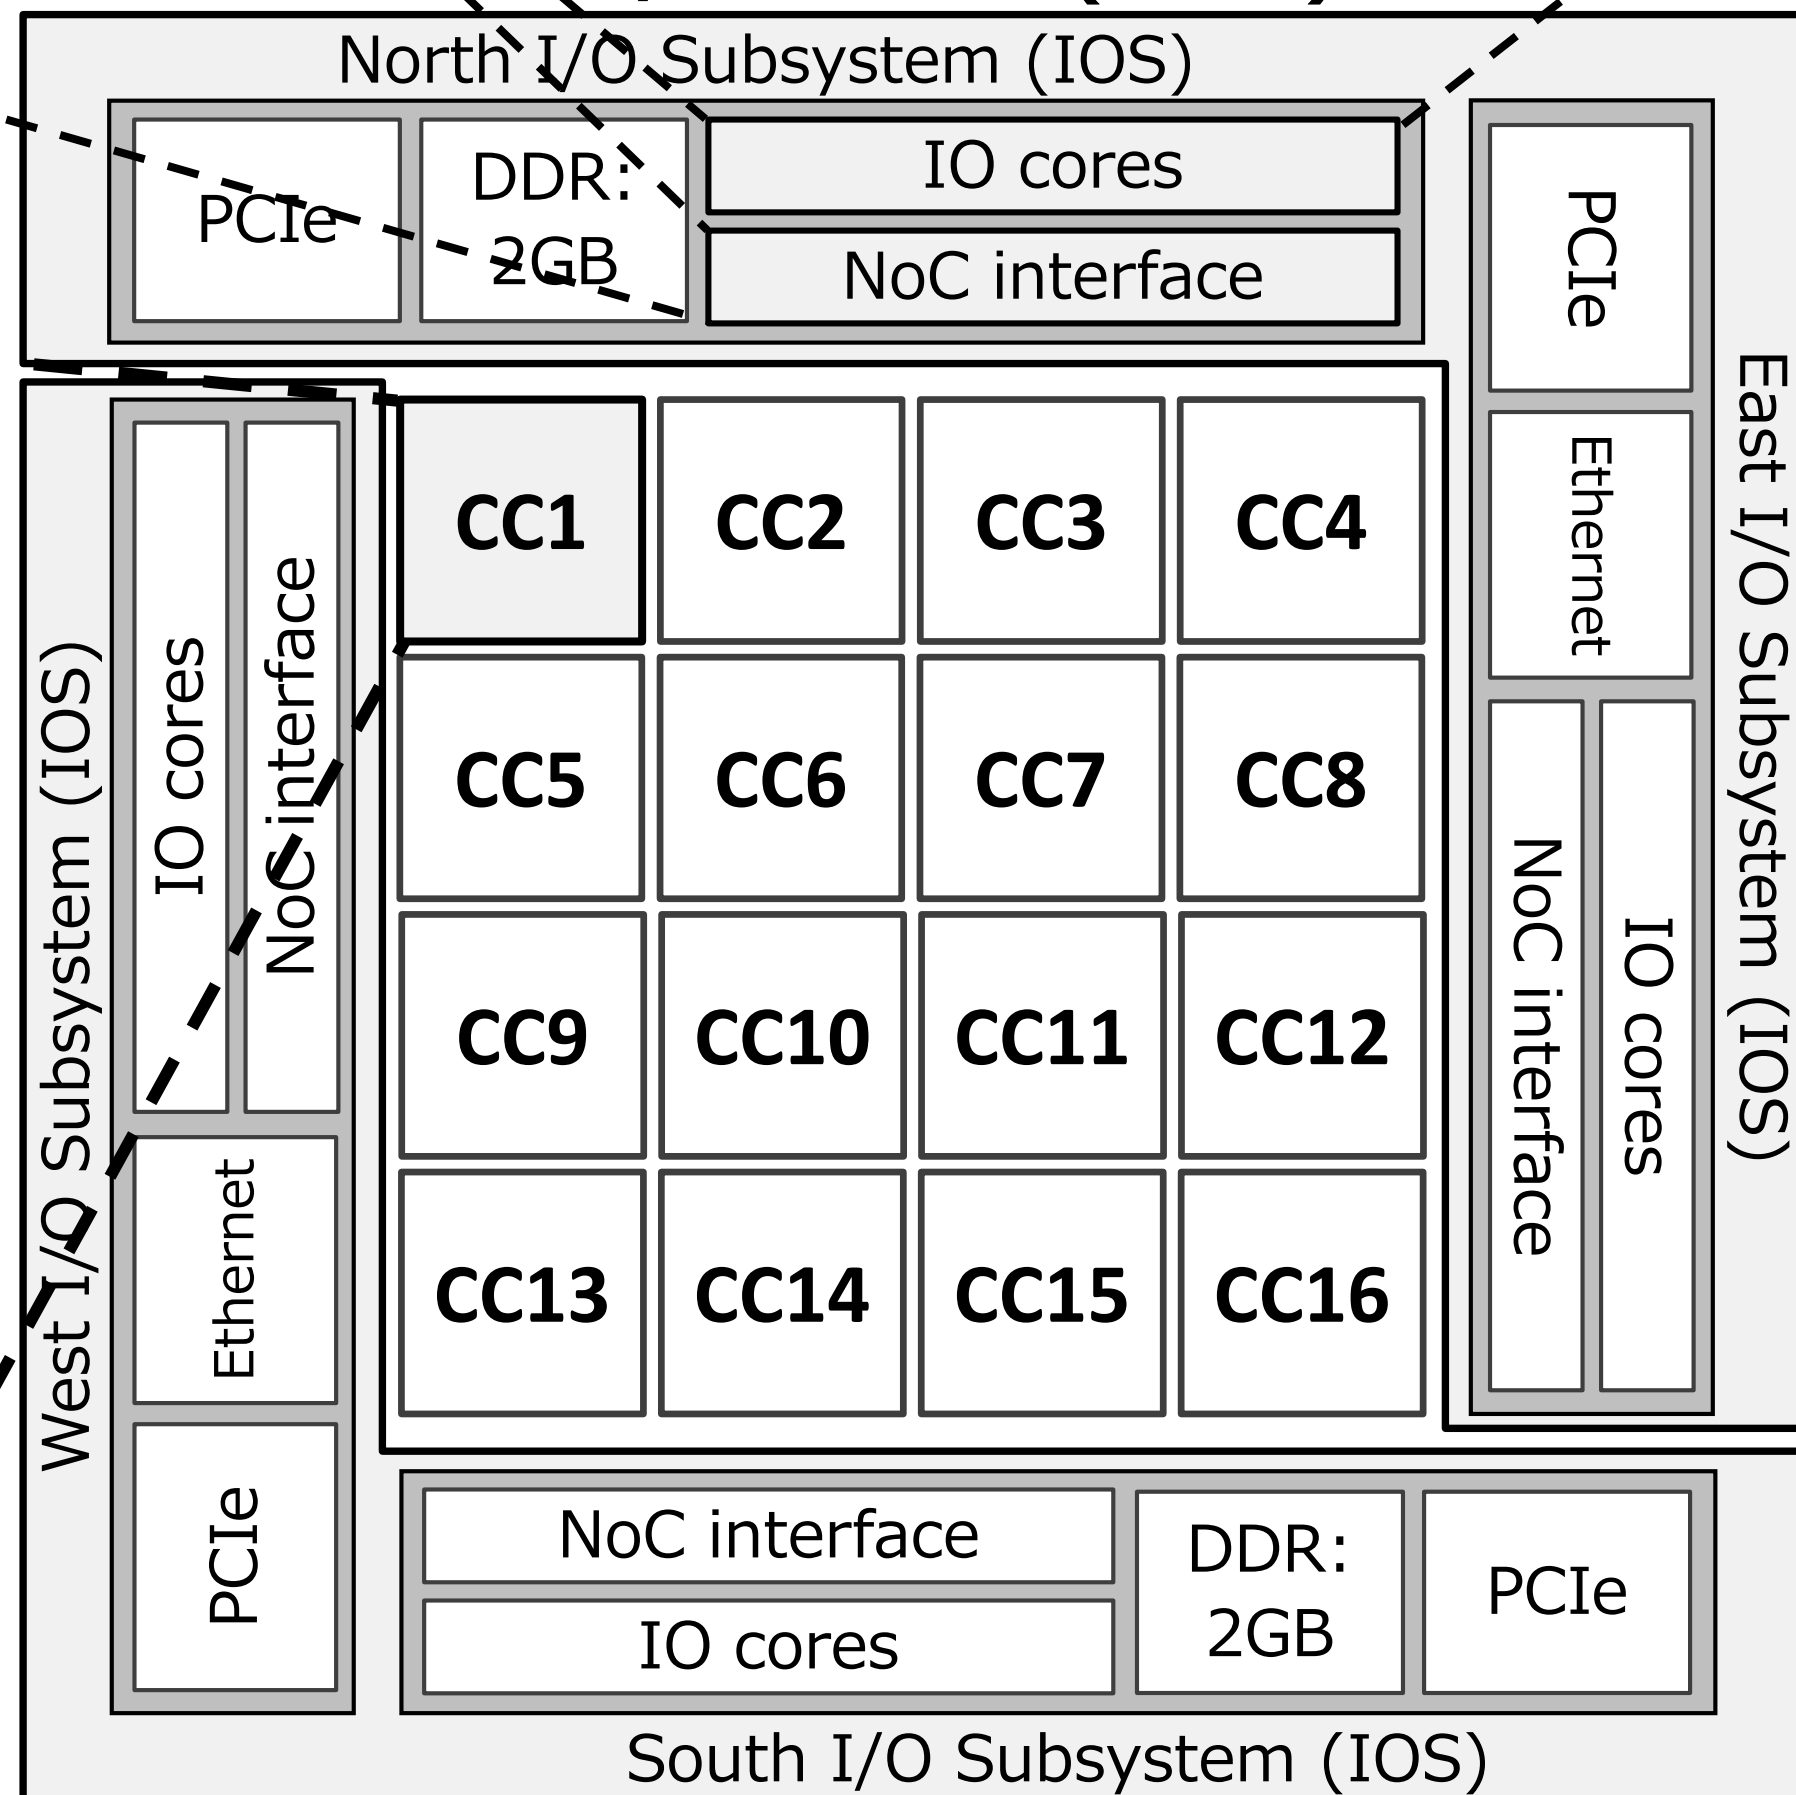 North I/O Subsystem (IOS)
PCIe
DDR:
2GB
IO cores
NoC interface
West I/O Subsystem (IOS)
IO cores
NoC interface
Ethernet
PCIe
CC1 CC2 CC3 CC4
CC5 CC6 CC7 CC8
CC9 CC10 CC11 CC12
CC13 CC14 CC15 CC16
PCIe
Ethernet
NoC interface
IO cores
East I/O Subsystem (IOS)
NoC interface
IO cores
DDR:
2GB
PCIe
South I/O Subsystem (IOS)